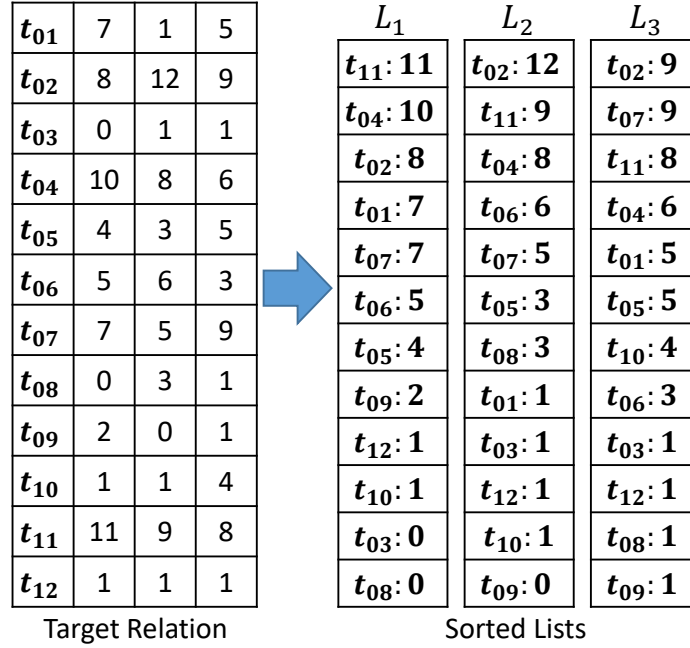 L₁ L₂ L₃
t₀₁ 7 1 5 t₁₁: 11 t₀₂: 12 t₀₂: 9
t₀₂ 8 12 9 t₀₄: 10 t₁₁: 9 t₀₇: 9
t₀₃ 0 1 1 t₀₂: 8 t₀₄: 8 t₁₁: 8
t₀₄ 10 8 6 t₀₁: 7 t₀₆: 6 t₀₄: 6
t₀₅ 4 3 5 t₀₇: 7 t₀₇: 5 t₀₁: 5
t₀₆ 5 6 3 t₀₆: 5 t₀₅: 3 t₀₅: 5
t₀₇ 7 5 9 t₀₅: 4 t₀₈: 3 t₁₀: 4
t₀₈ 0 3 1 t₀₉: 2 t₀₁: 1 t₀₆: 3
t₀₉ 2 0 1 t₁₂: 1 t₀₃: 1 t₀₃: 1
t₁₀ 1 1 4 t₁₀: 1 t₁₂: 1 t₁₂: 1
t₁₁ 11 9 8 t₀₃: 0 t₁₀: 1 t₀₈: 1
t₁₂ 1 1 1 t₀₈: 0 t₀₉: 0 t₀₉: 1
Target Relation Sorted Lists